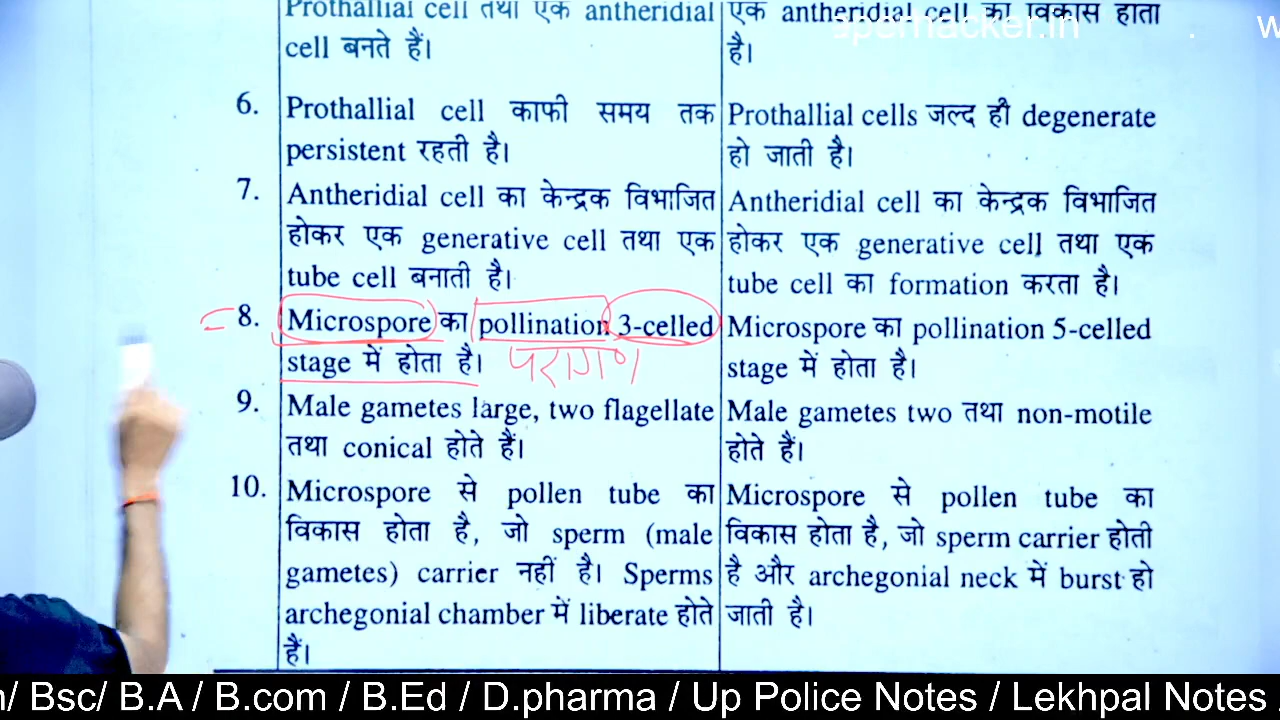 Prothallial cell तथा एक antheridial
cell बनते हैं।
एक antheridial cell का विकास होता
है।
perhacker.in
.
w
6.
Prothallial cell काफी समय तक
persistent रहती है।
Prothallial cells जल्द ही degenerate
हो जाती है।
7.
Antheridial cell का केन्द्रक विभाजित
होकर एक generative cell तथा एक
tube cell बनाती है।
Antheridial cell का केन्द्रक विभाजित
होकर एक generative cell तथा एक
tube cell का formation करता है।
8.
Microspore का pollination 3-celled
stage में होता है।
परागण
Microspore का pollination 5-celled
stage में होता है।
9.
Male gametes large, two flagellate
तथा conical होते हैं।
Male gametes two तथा non-motile
होते हैं।
10.
Microspore से pollen tube का
विकास होता है, जो sperm (male
gametes) carrier नहीं है। Sperms
archegonial chamber में liberate होते
हैं।
Microspore से pollen tube का
विकास होता है, जो sperm carrier होती
है और archegonial neck में burst हो
जाती है।
/ Bsc/ B.A / B.com / B.Ed / D.pharma / Up Police Notes / Lekhpal Notes